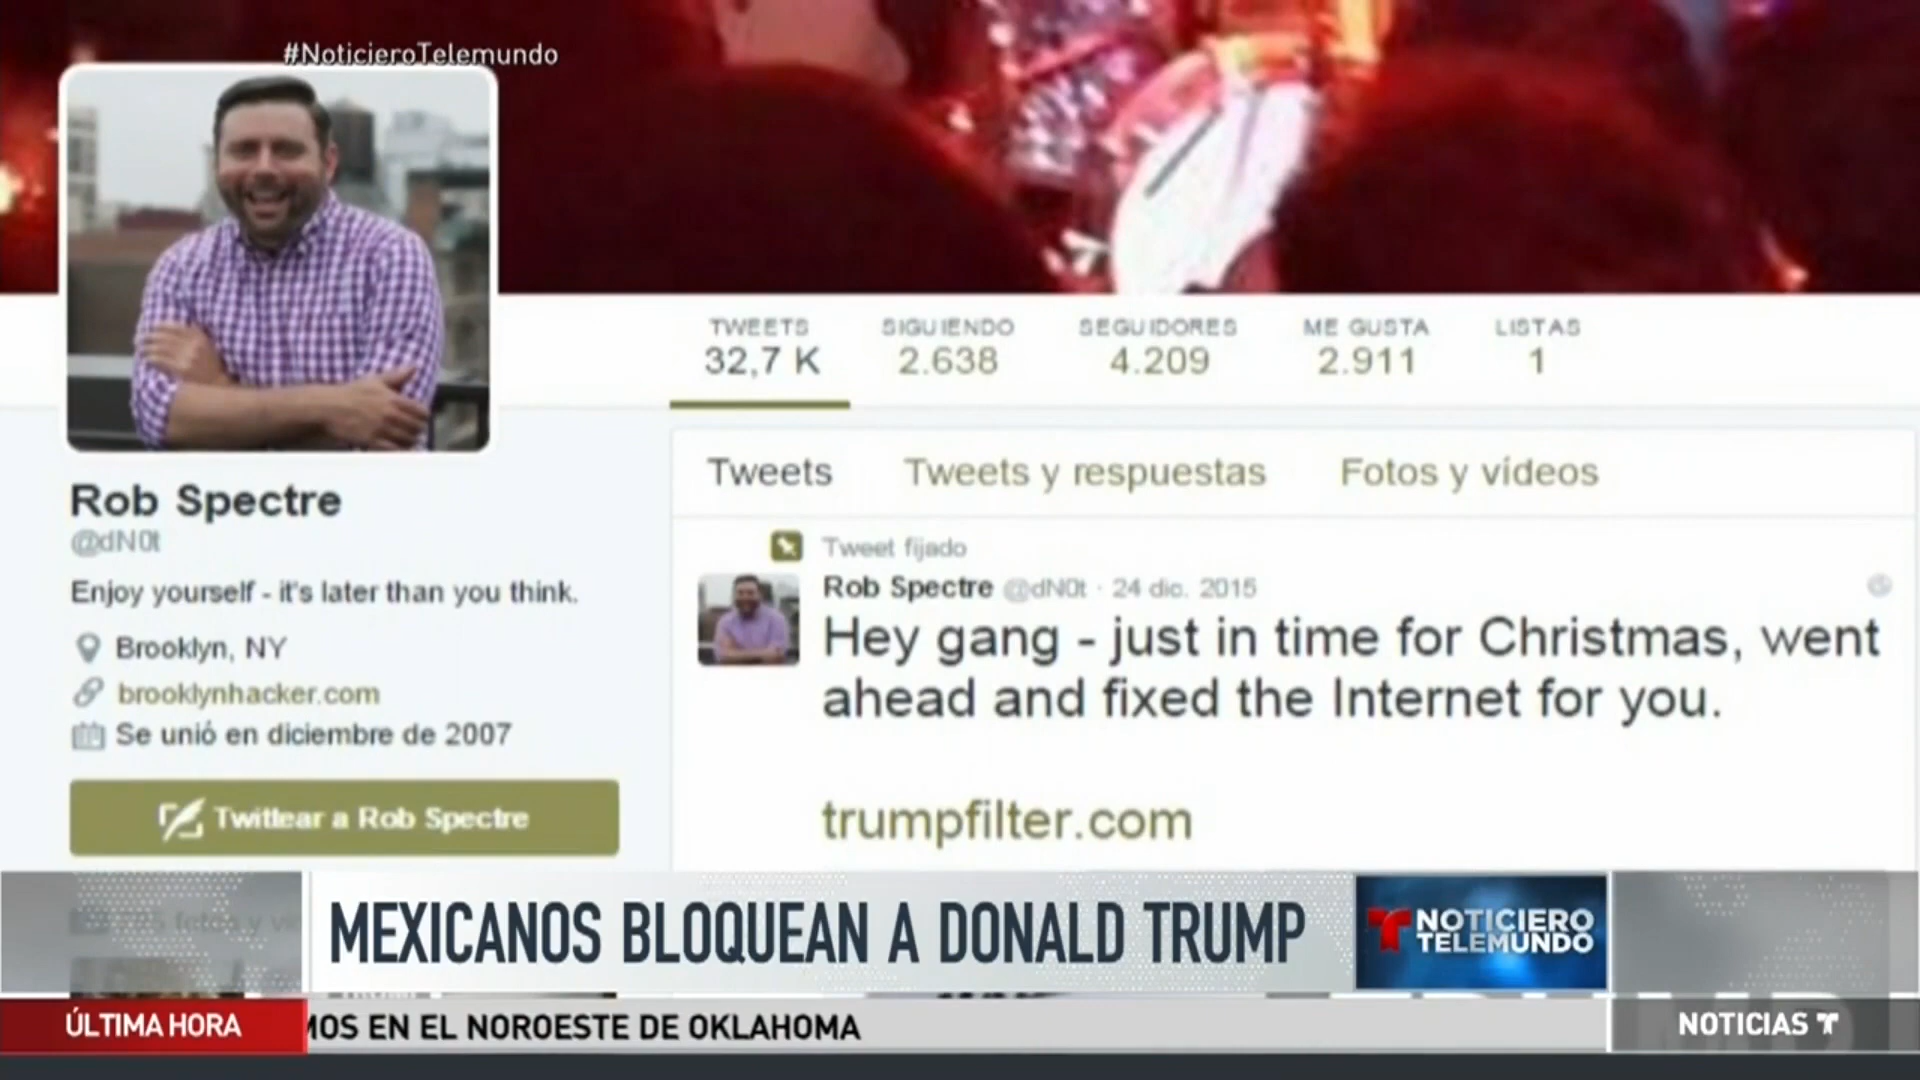 #NoticieroTelemundo
TWEETS
32,7 K
SIGUIENDO
2.638
SEGUIDORES
4.209
ME GUSTA
2.911
LISTAS
1
Rob Spectre
@dN0t
Enjoy yourself - it's later than you think.
Brooklyn, NY
brooklynhacker.com
Se unió en diciembre de 2007
Twittear a Rob Spectre
Tweets
Tweets y respuestas
Fotos y vídeos
Tweet fijado
Rob Spectre @dN0t · 24 dic. 2015
Hey gang - just in time for Christmas, went
ahead and fixed the Internet for you.
trumpfilter.com
MEXICANOS BLOQUEAN A DONALD TRUMP
NOTICIERO
TELEMUNDO
ÚLTIMA HORA
MOS EN EL NOROESTE DE OKLAHOMA
NOTICIAS T